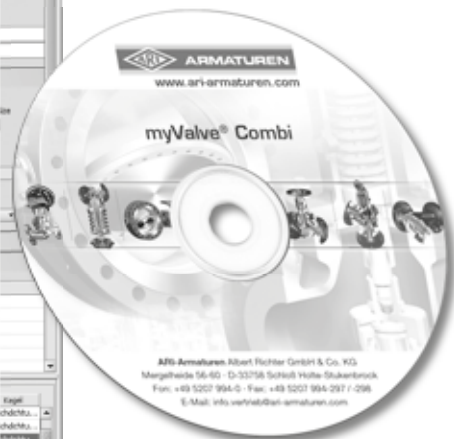 ARI ARMATUREN
www.ari-armaturen.com
myValve® Combi
ARI-Armaturen Albert Richter GmbH & Co. KG
Mergelheide 56-60 · D-33758 Schloß Holte-Stukenbrock
Fon: +49 5207 994-0 · Fax: +49 5207 994-297 / -298
E-Mail: info.vertrieb@ari-armaturen.com
Kegel